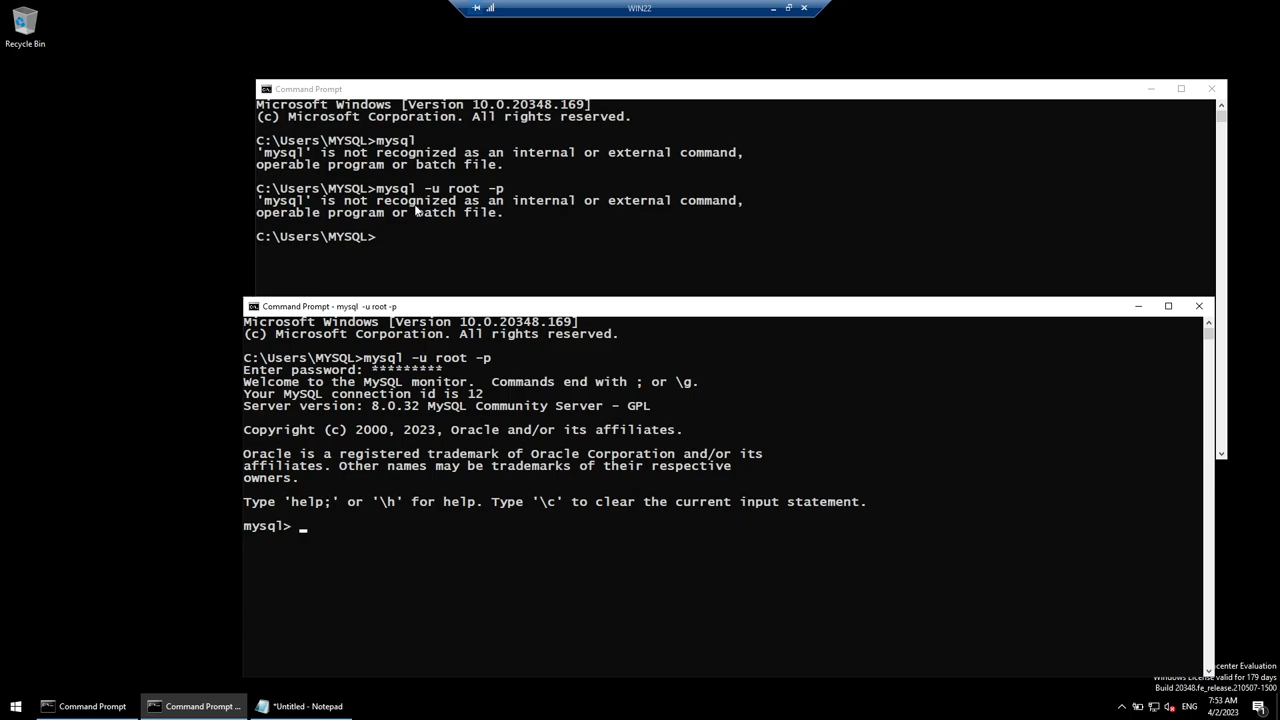 WIN22
Recycle Bin
Command Prompt
Microsoft Windows [Version 10.0.20348.169]
(c) Microsoft Corporation. All rights reserved.
C:\Users\MYSQL>mysql
'mysql' is not recognized as an internal or external command,
operable program or batch file.
C:\Users\MYSQL>mysql -u root -p
'mysql' is not recognized as an internal or external command,
operable program or batch file.
C:\Users\MYSQL>
Command Prompt - mysql -u root -p
Microsoft Windows [Version 10.0.20348.169]
(c) Microsoft Corporation. All rights reserved.
C:\Users\MYSQL>mysql -u root -p
Enter password: *********
Welcome to the MySQL monitor.  Commands end with ; or \g.
Your MySQL connection id is 12
Server version: 8.0.32 MySQL Community Server - GPL
Copyright (c) 2000, 2023, Oracle and/or its affiliates.
Oracle is a registered trademark of Oracle Corporation and/or its
affiliates. Other names may be trademarks of their respective
owners.
Type 'help;' or '\h' for help. Type '\c' to clear the current input statement.
mysql> _
center Evaluation
Windows License valid for 179 days
Build 20348.fe_release.210507-1500
Command Prompt
Command Prompt ...
*Untitled - Notepad
ENG
7:53 AM
4/2/2023
1